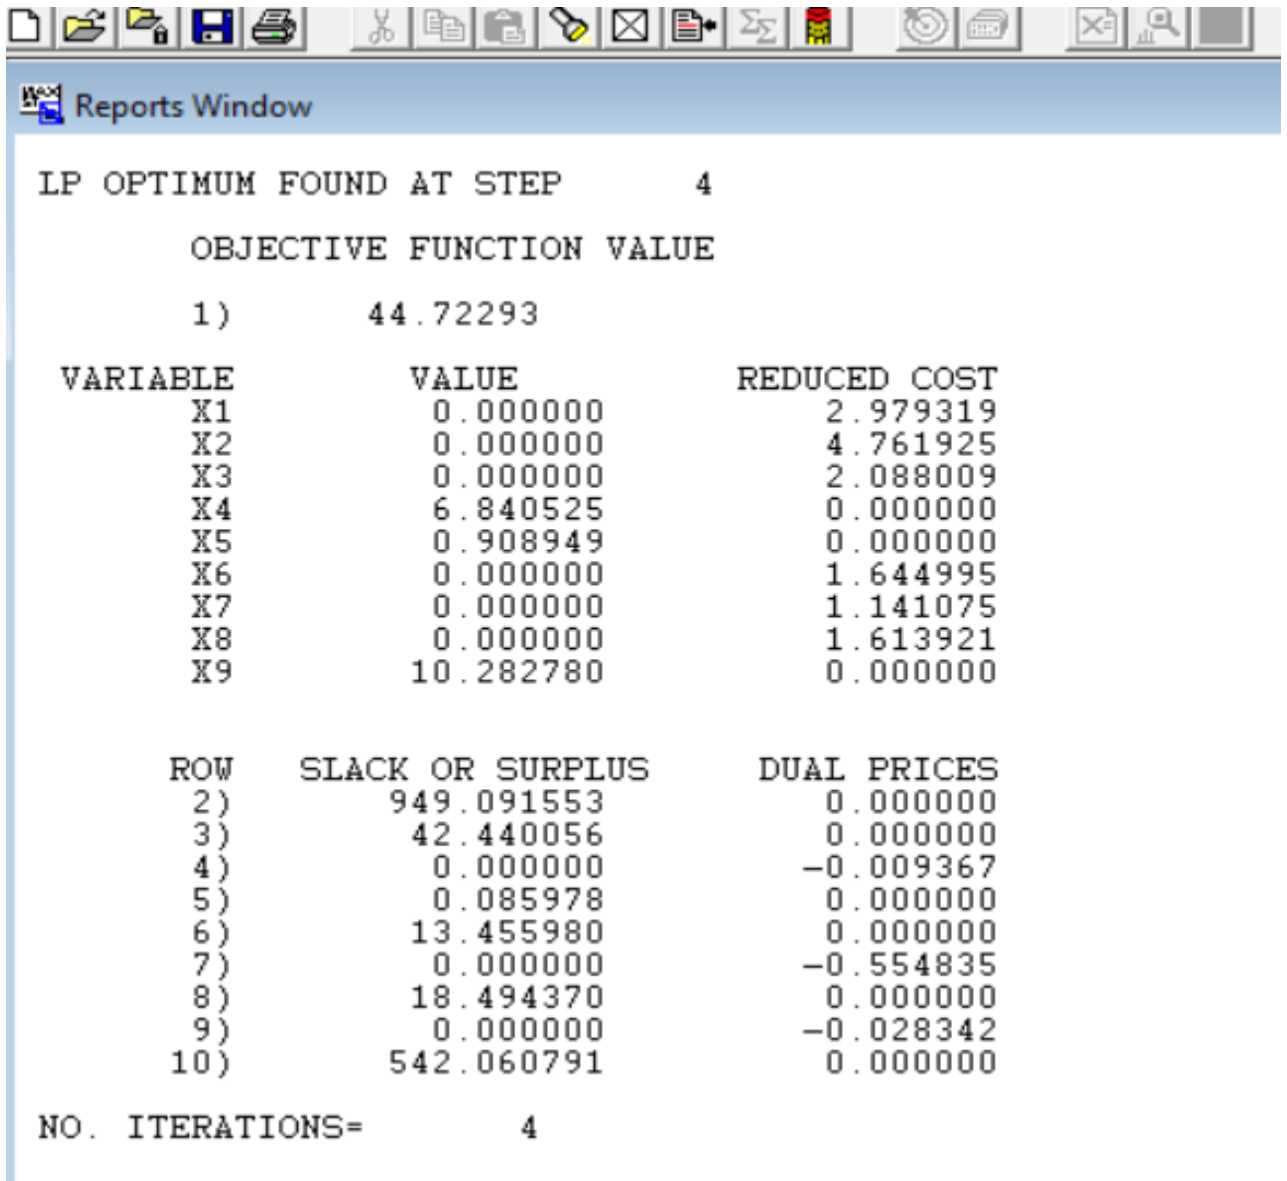 Reports Window
LP OPTIMUM FOUND AT STEP 4
OBJECTIVE FUNCTION VALUE
1) 44.72293
VARIABLE VALUE REDUCED COST
X1 0.000000 2.979319
X2 0.000000 4.761925
X3 0.000000 2.088009
X4 6.840525 0.000000
X5 0.908949 0.000000
X6 0.000000 1.644995
X7 0.000000 1.141075
X8 0.000000 1.613921
X9 10.282780 0.000000
ROW SLACK OR SURPLUS DUAL PRICES
2) 949.091553 0.000000
3) 42.440056 0.000000
4) 0.000000 -0.009367
5) 0.085978 0.000000
6) 13.455980 0.000000
7) 0.000000 -0.554835
8) 18.494370 0.000000
9) 0.000000 -0.028342
10) 542.060791 0.000000
NO. ITERATIONS= 4